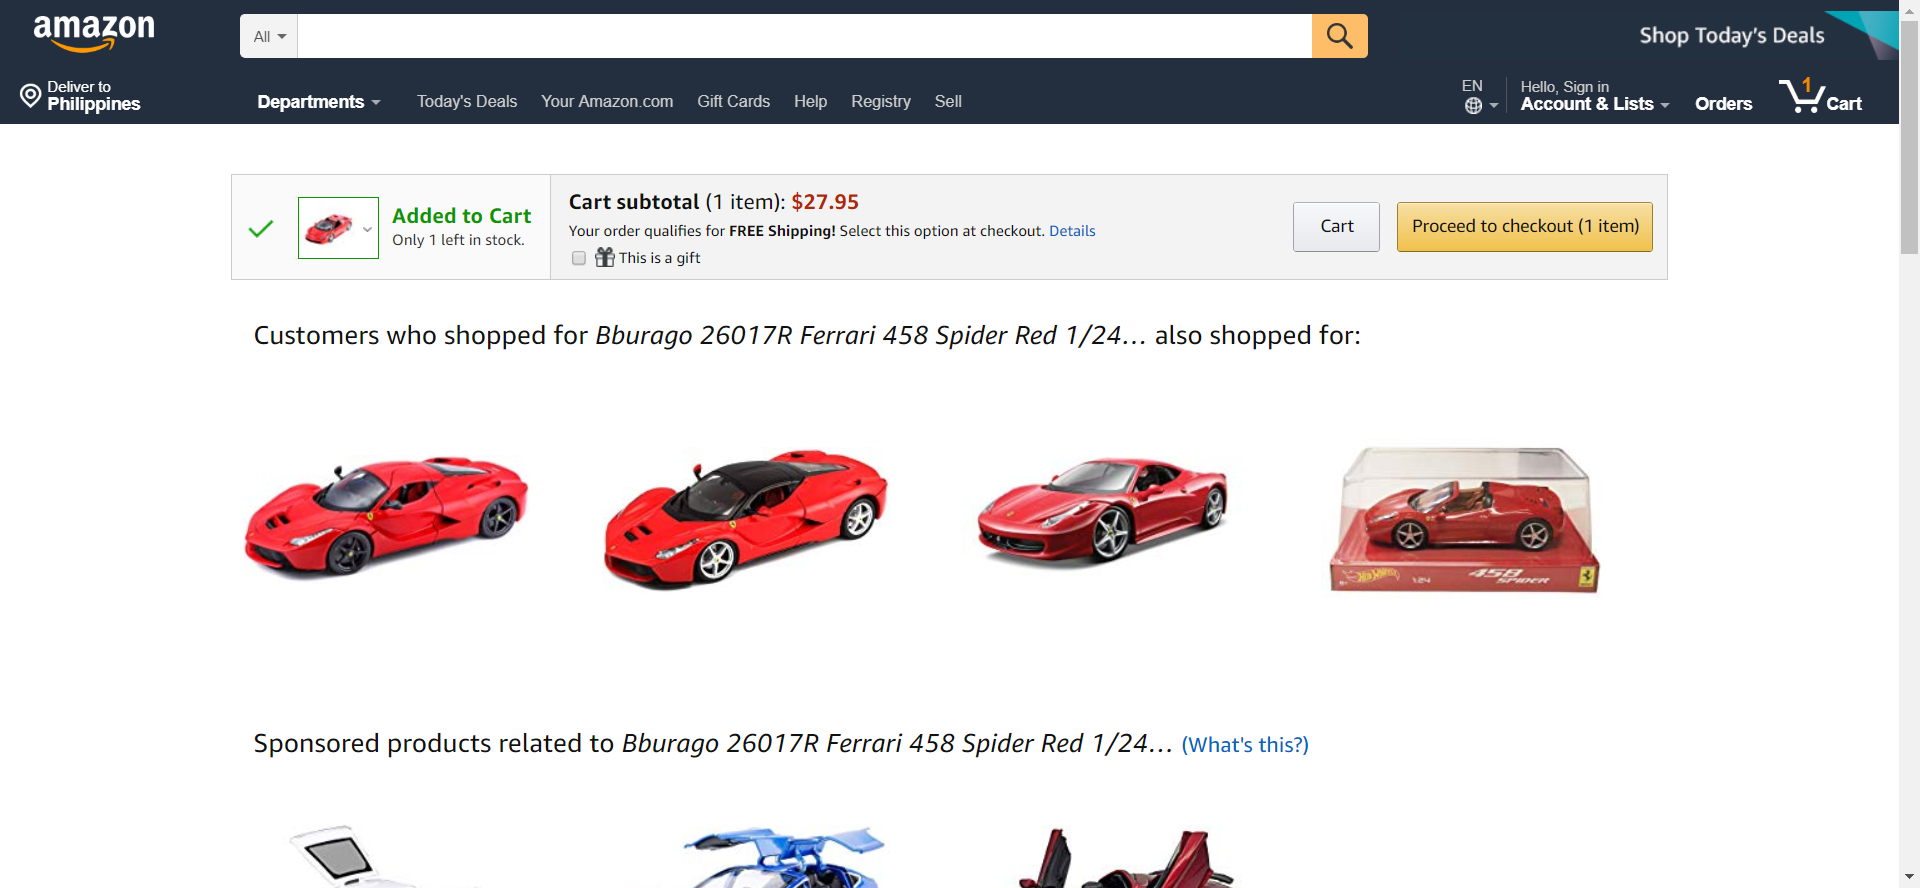 amazon
All
Shop Today's Deals
Deliver to
Philippines
Departments
Today's Deals
Your Amazon.com
Gift Cards
Help
Registry
Sell
EN
Hello, Sign in
Account & Lists
Orders
1
Cart
Added to Cart
Only 1 left in stock.
Cart subtotal (1 item): $27.95
Your order qualifies for FREE Shipping! Select this option at checkout. Details
This is a gift
Cart
Proceed to checkout (1 item)
Customers who shopped for Bburago 26017R Ferrari 458 Spider Red 1/24… also shopped for:
Hot Wheels
1:24
458
SPIDER
Sponsored products related to Bburago 26017R Ferrari 458 Spider Red 1/24… (What's this?)